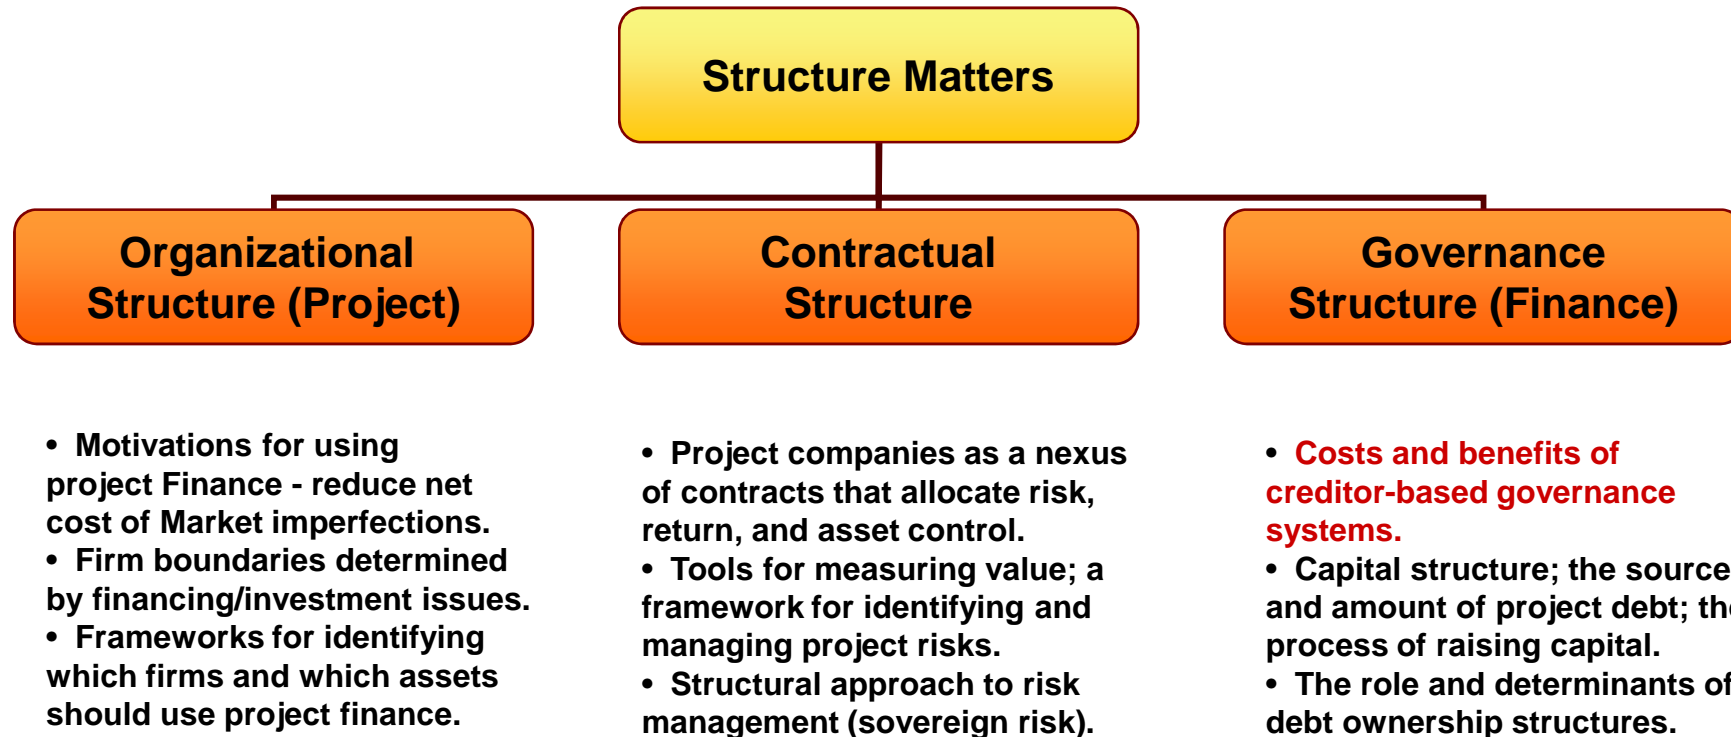 Structure Matters
Organizational
Structure (Project)
Contractual
Structure
Governance
Structure (Finance)
• Motivations for using
project Finance - reduce net
cost of Market imperfections.
• Firm boundaries determined
by financing/investment issues.
• Frameworks for identifying
which firms and which assets
should use project finance.
• Project companies as a nexus
of contracts that allocate risk,
return, and asset control.
• Tools for measuring value; a
framework for identifying and
managing project risks.
• Structural approach to risk
management (sovereign risk).
• Costs and benefits of
creditor-based governance
systems.
• Capital structure; the source
and amount of project debt; the
process of raising capital.
• The role and determinants of
debt ownership structures.